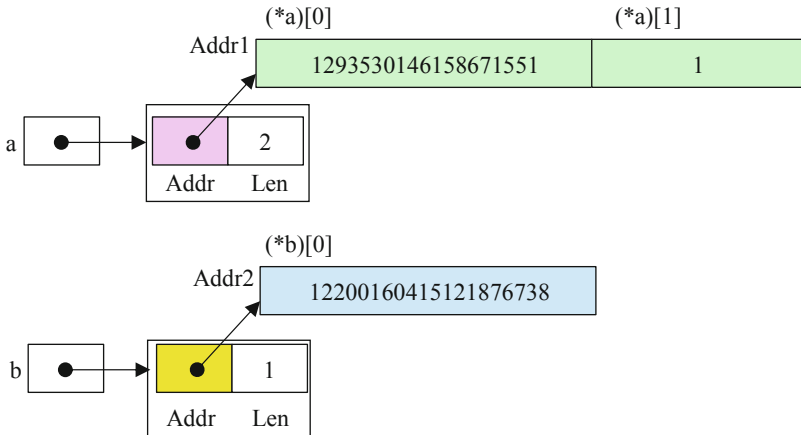 (*a)[0] (*a)[1]
Addr1
1293530146158671551 1
a
2
Addr Len
(*b)[0]
Addr2
12200160415121876738
b
1
Addr Len